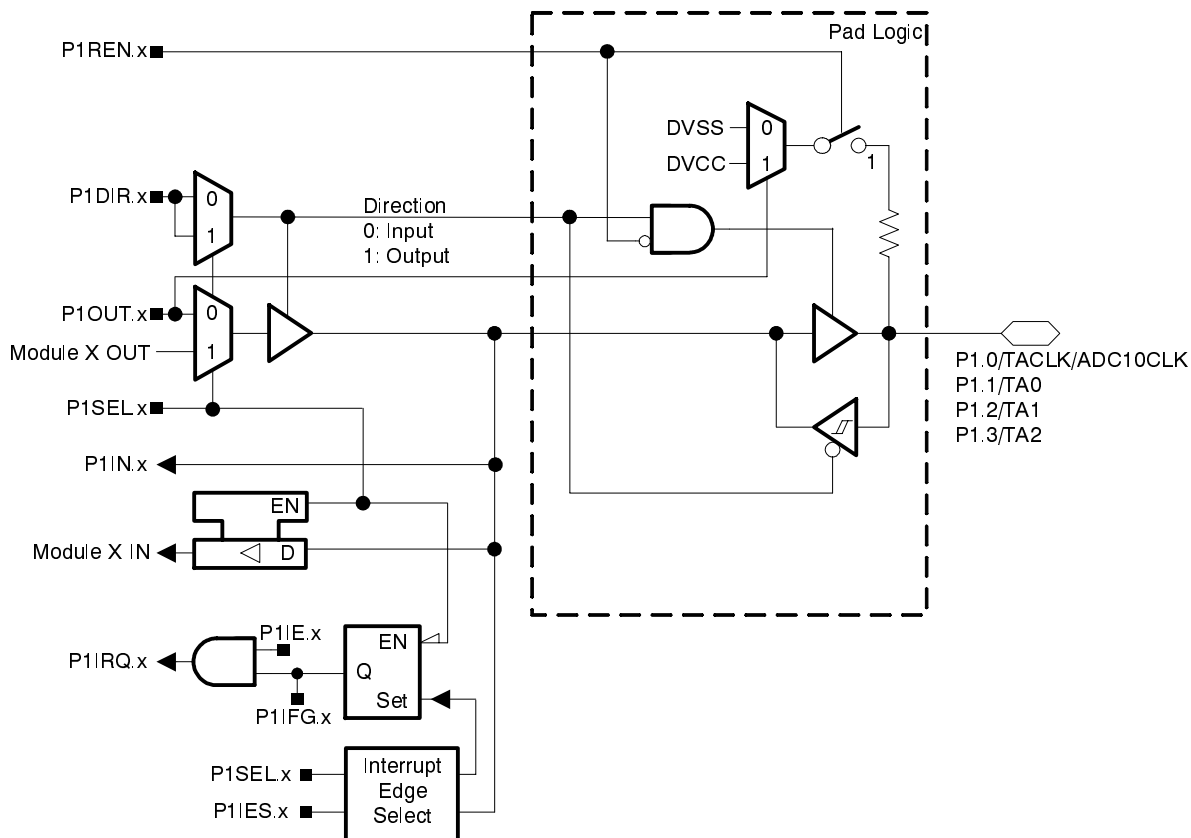 Pad Logic
P1REN.x
DVSS
0
DVCC
1
1
P1DIR.x
0
1
Direction
0: Input
1: Output
P1OUT.x
0
Module X OUT
1
P1.0/TACLK/ADC10CLK
P1.1/TA0
P1.2/TA1
P1.3/TA2
P1SEL.x
P1IN.x
EN
Module X IN
D
P1IE.x
P1IRQ.x
EN
Q
Set
P1IFG.x
P1SEL.x
P1IES.x
Interrupt
Edge
Select